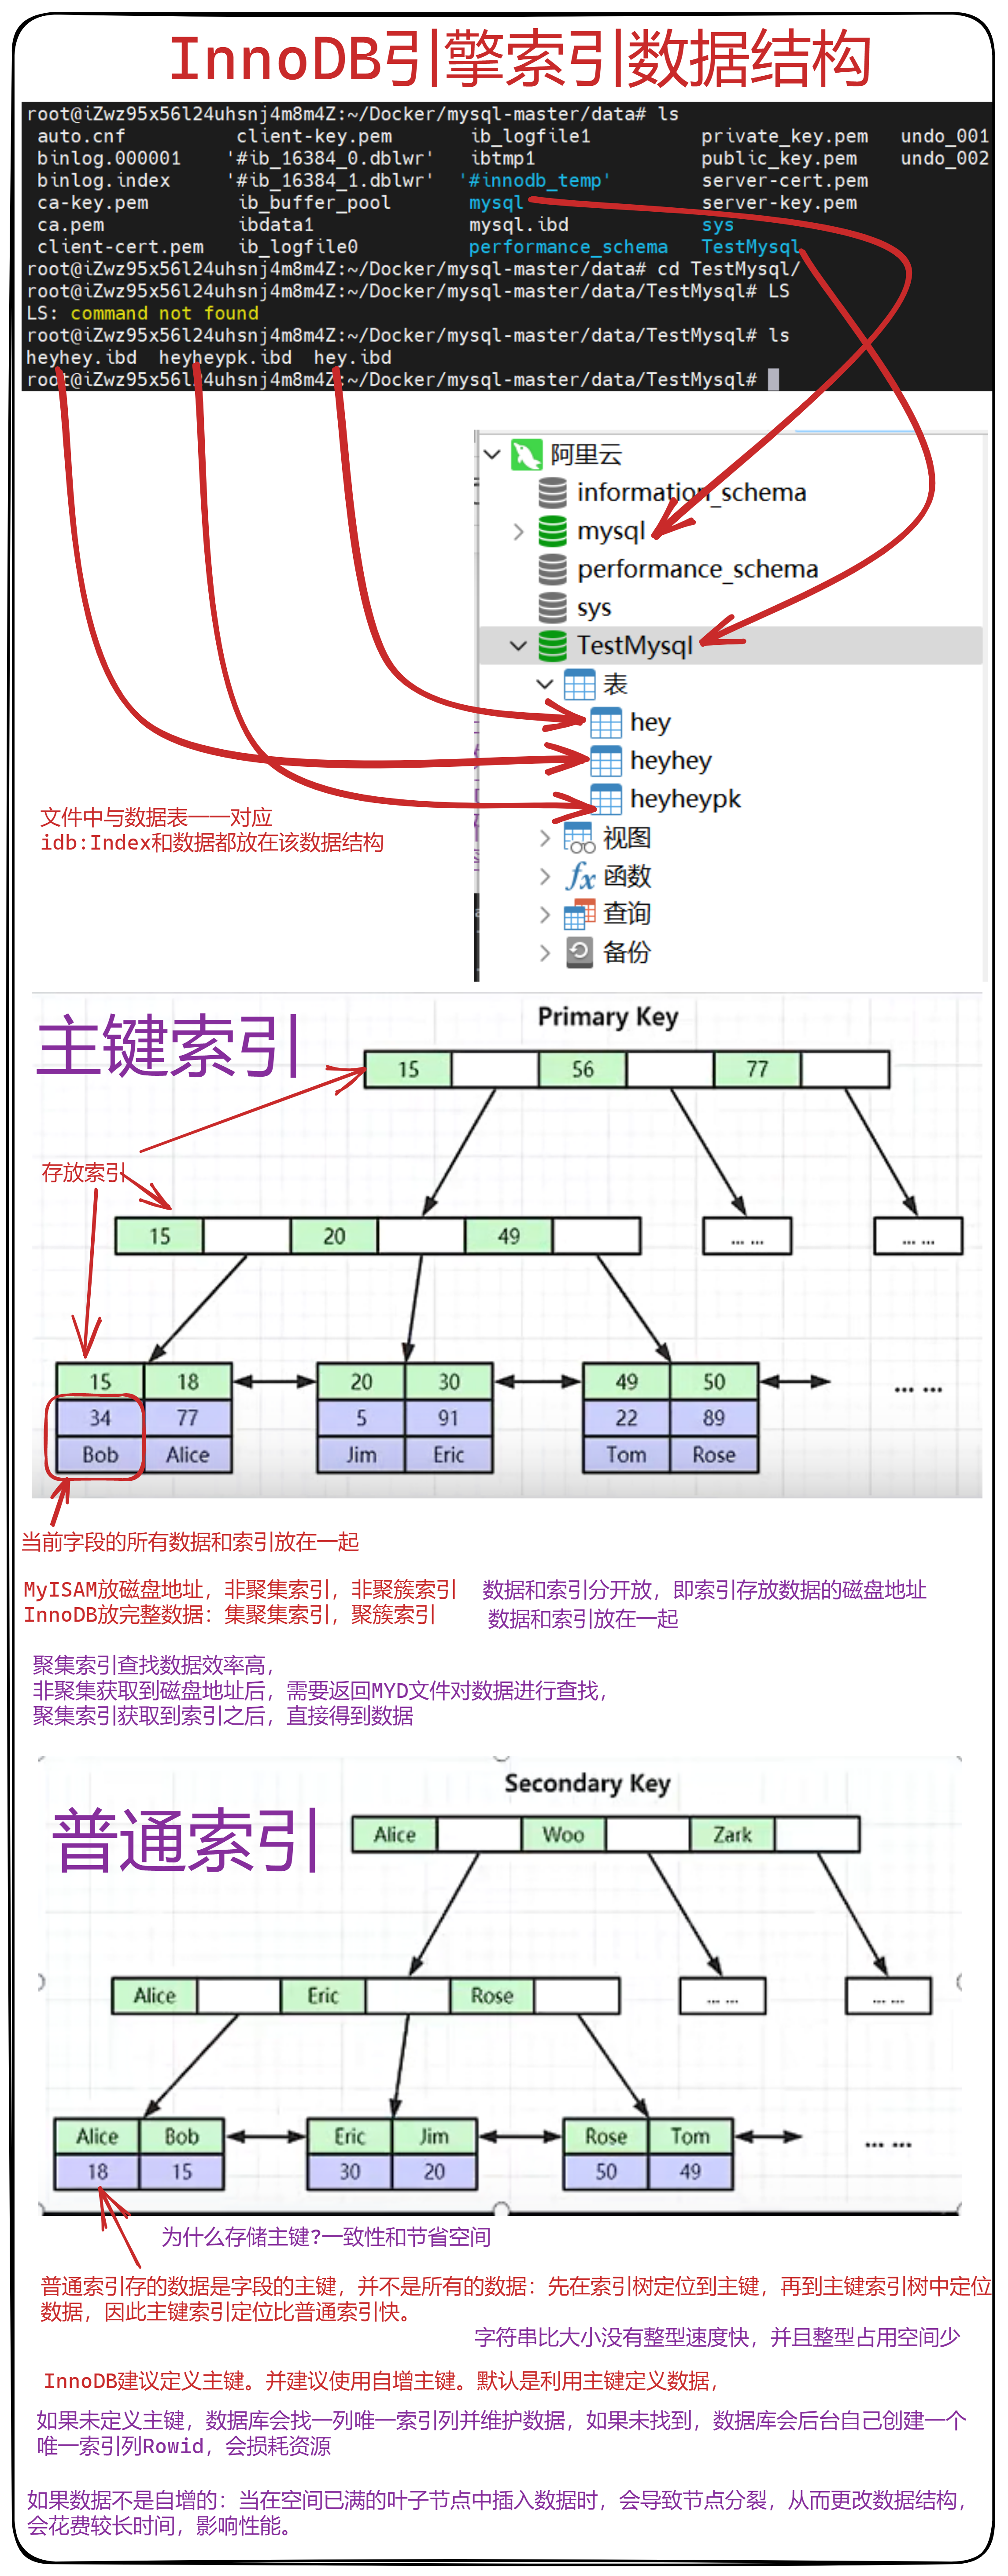 InnoDB引擎索引数据结构
root@iZwz95x56l24uhsnj4m8m4Z:~/Docker/mysql-master/data# ls
auto.cnf client-key.pem ib_logfile1 private_key.pem undo_001
binlog.000001 '#ib_16384_0.dblwr' ibtmp1 public_key.pem undo_002
binlog.index '#ib_16384_1.dblwr' '#innodb_temp' server-cert.pem
ca-key.pem ib_buffer_pool mysql server-key.pem
ca.pem ibdata1 mysql.ibd sys
client-cert.pem ib_logfile0 performance_schema TestMysql
root@iZwz95x56l24uhsnj4m8m4Z:~/Docker/mysql-master/data# cd TestMysql/
root@iZwz95x56l24uhsnj4m8m4Z:~/Docker/mysql-master/data/TestMysql# LS
LS: command not found
root@iZwz95x56l24uhsnj4m8m4Z:~/Docker/mysql-master/data/TestMysql# ls
heyhey.ibd heyheypk.ibd hey.ibd
root@iZwz95x56l24uhsnj4m8m4Z:~/Docker/mysql-master/data/TestMysql#
阿里云
information_schema
mysql
performance_schema
sys
TestMysql
表
hey
heyhey
heyheypk
视图
函数
查询
备份
文件中与数据表一一对应
idb:Index和数据都放在该数据结构
主键索引
Primary Key
15 56 77
存放索引
15 20 49 ... ... ... ...
15 18 20 30 49 50 ... ...
34 77 5 91 22 89
Bob Alice Jim Eric Tom Rose
当前字段的所有数据和索引放在一起
MyISAM放磁盘地址，非聚集索引，非聚簇索引 数据和索引分开放，即索引存放数据的磁盘地址
InnoDB放完整数据：集聚集索引，聚簇索引 数据和索引放在一起
聚集索引查找数据效率高，
非聚集获取到磁盘地址后，需要返回MYD文件对数据进行查找，
聚集索引获取到索引之后，直接得到数据
普通索引
Secondary Key
Alice Woo Zark
Alice Eric Rose ... ... ... ...
Alice Bob Eric Jim Rose Tom ... ...
18 15 30 20 50 49
为什么存储主键?一致性和节省空间
普通索引存的数据是字段的主键，并不是所有的数据：先在索引树定位到主键，再到主键索引树中定位
数据，因此主键索引定位比普通索引快。
字符串比大小没有整型速度快，并且整型占用空间少
InnoDB建议定义主键。并建议使用自增主键。默认是利用主键定义数据，
如果未定义主键，数据库会找一列唯一索引列并维护数据，如果未找到，数据库会后台自己创建一个
唯一索引列Rowid，会损耗资源
如果数据不是自增的：当在空间已满的叶子节点中插入数据时，会导致节点分裂，从而更改数据结构，
会花费较长时间，影响性能。